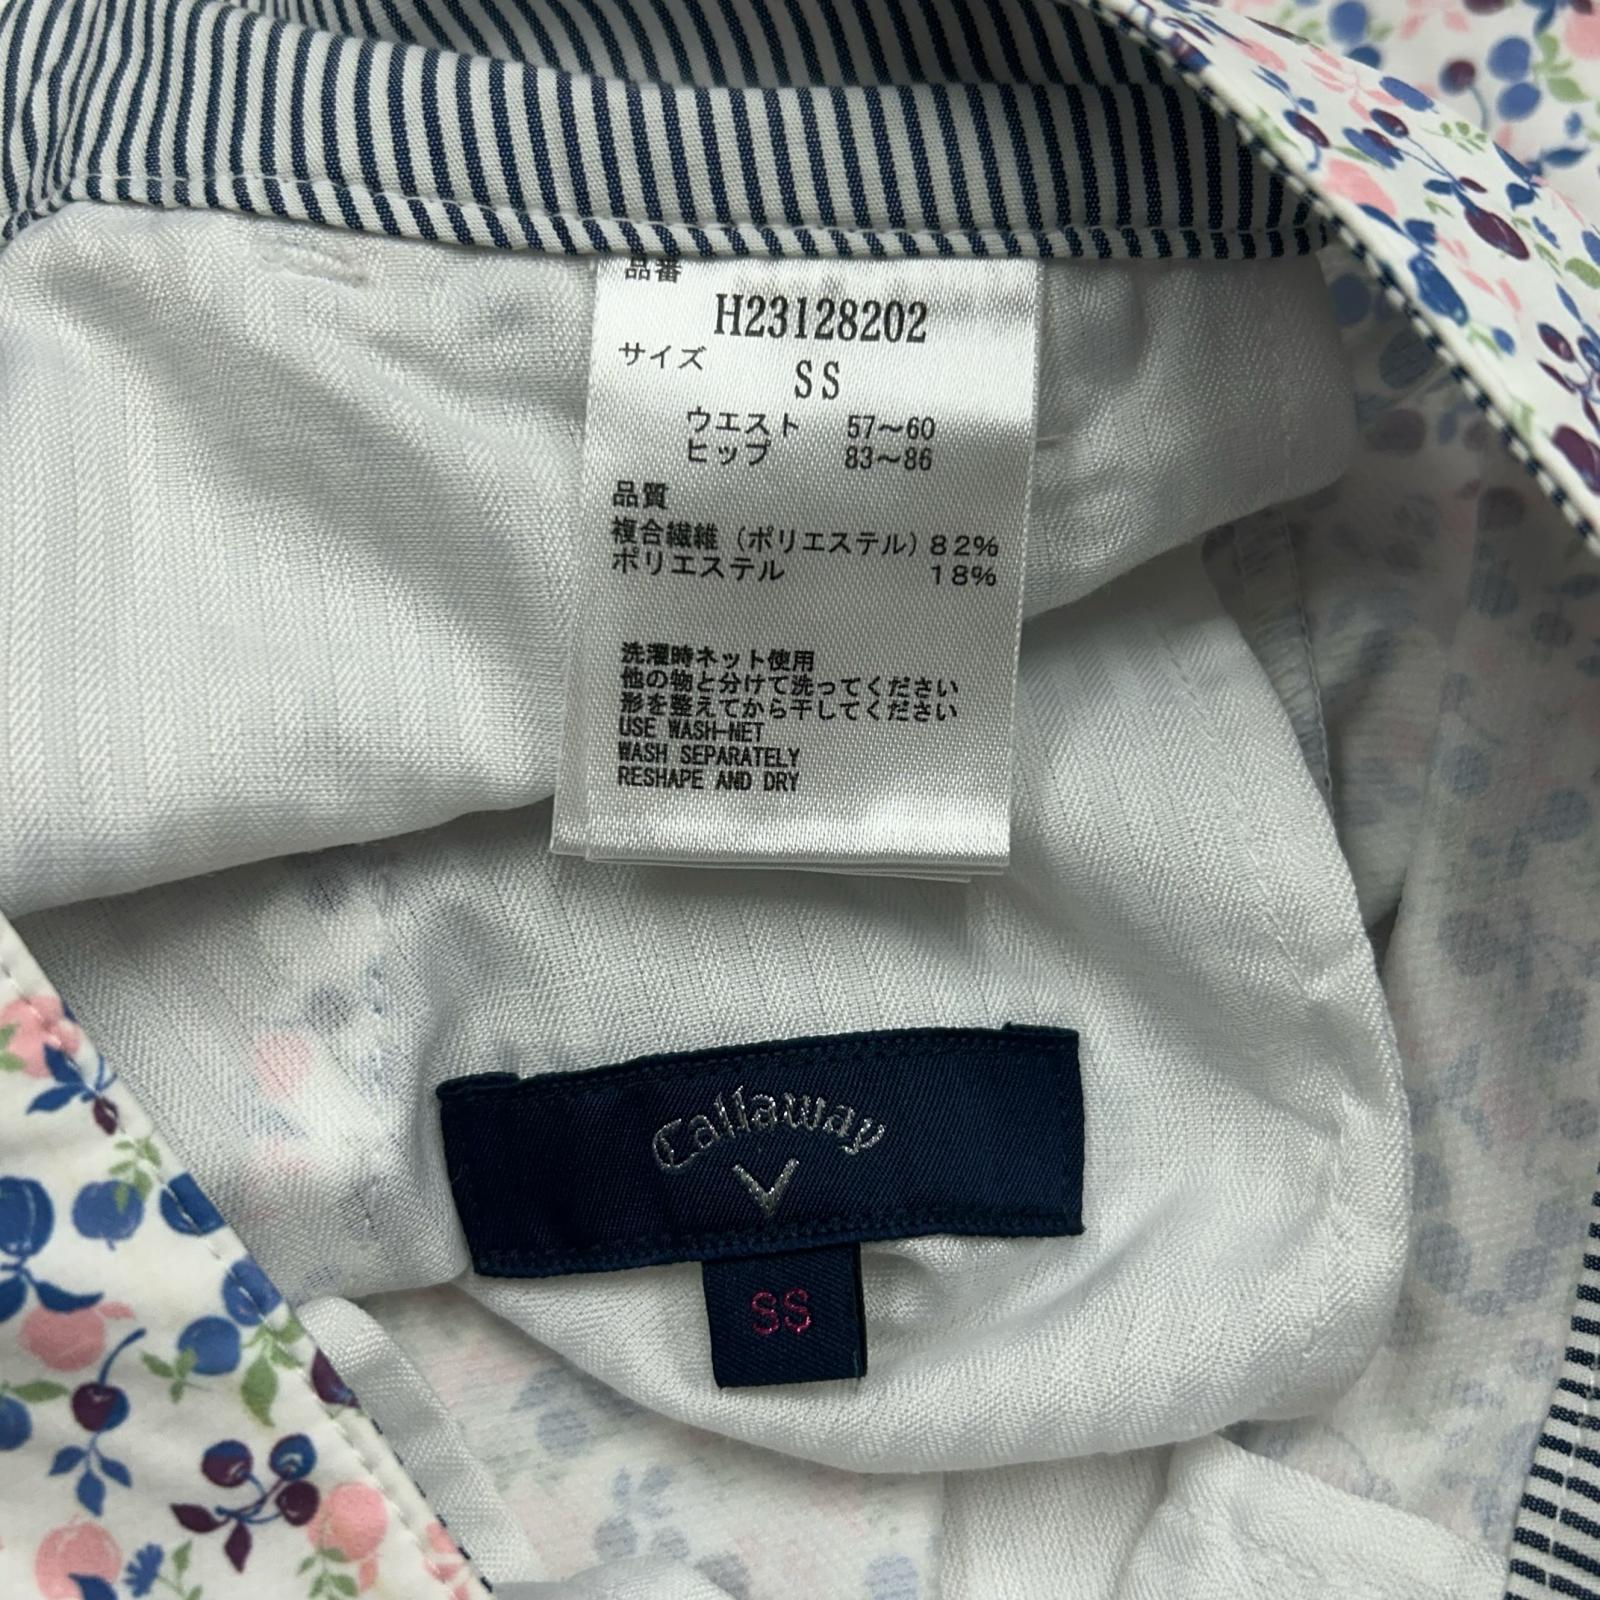 品番
H23128202
サイズ
SS
ウエスト 57～60
ヒップ 83～86
品質
複合繊維（ポリエステル）82%
ポリエステル 18%
洗濯時ネット使用
他の物と分けて洗ってください
形を整えてから干してください
USE WASH-NET
WASH SEPARATELY
RESHAPE AND DRY
Callaway
SS